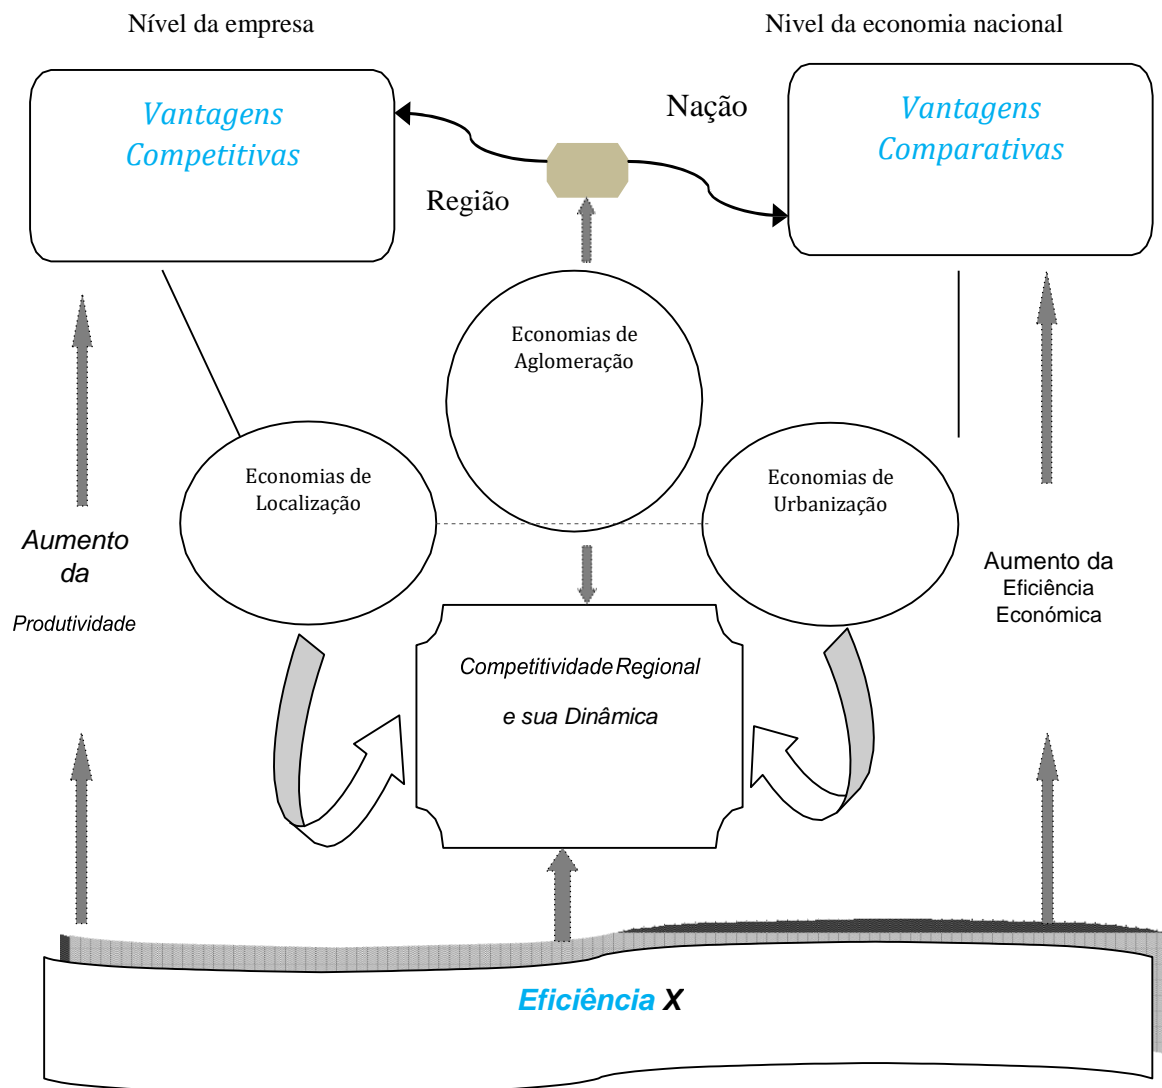 Nível da empresa
Nivel da economia nacional
Vantagens
Competitivas
Nação
Vantagens
Comparativas
Região
Economias de
Aglomeração
Economias de
Localização
Economias de
Urbanização
Aumento
da
Produtividade
Aumento da
Eficiência
Económica
Competitividade Regional
e sua Dinâmica
Eficiência X